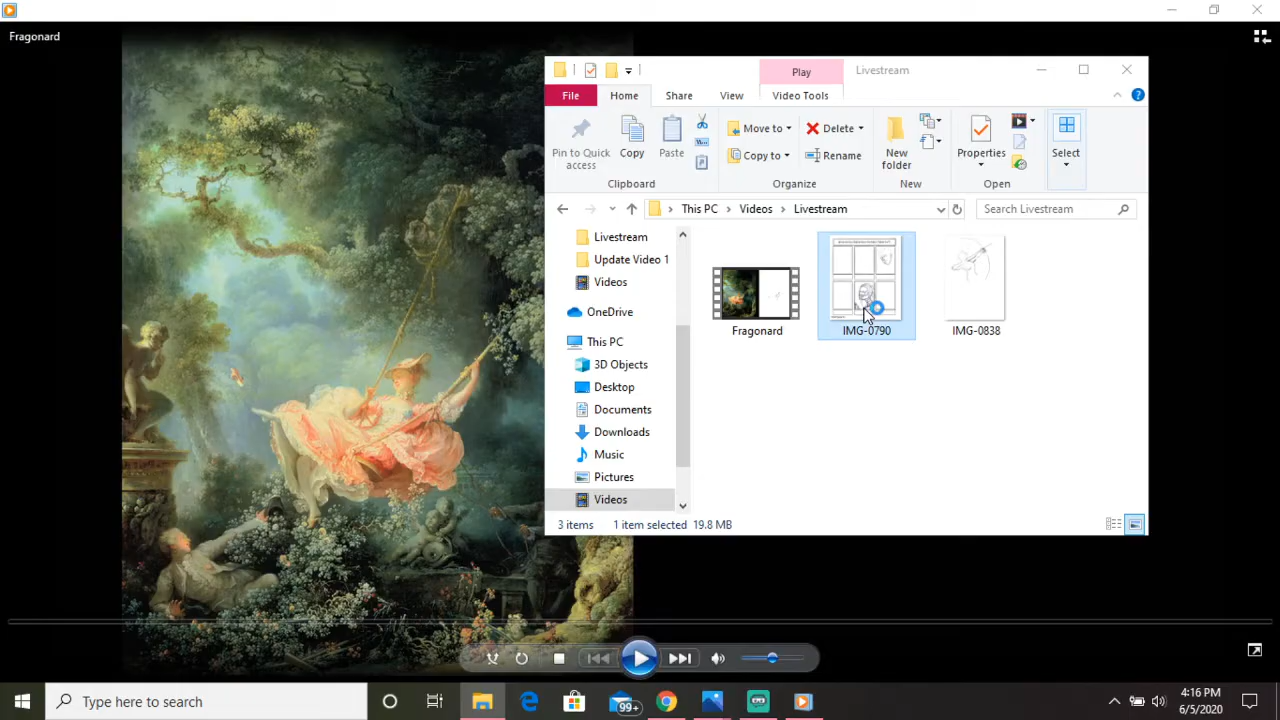 Fragonard
Play
Livestream
File
Home
Share
View
Video Tools
Pin to Quick
access
Copy
Paste
Move to
Copy to
Delete
Rename
New
folder
Properties
Select
Clipboard
Organize
New
Open
This PC
Videos
Livestream
Search Livestream
Livestream
Update Video 1
Videos
OneDrive
This PC
3D Objects
Desktop
Documents
Downloads
Music
Pictures
Videos
Fragonard
IMG-0790
IMG-0838
3 items
1 item selected 19.8 MB
Type here to search
99+
4:16 PM
6/5/2020